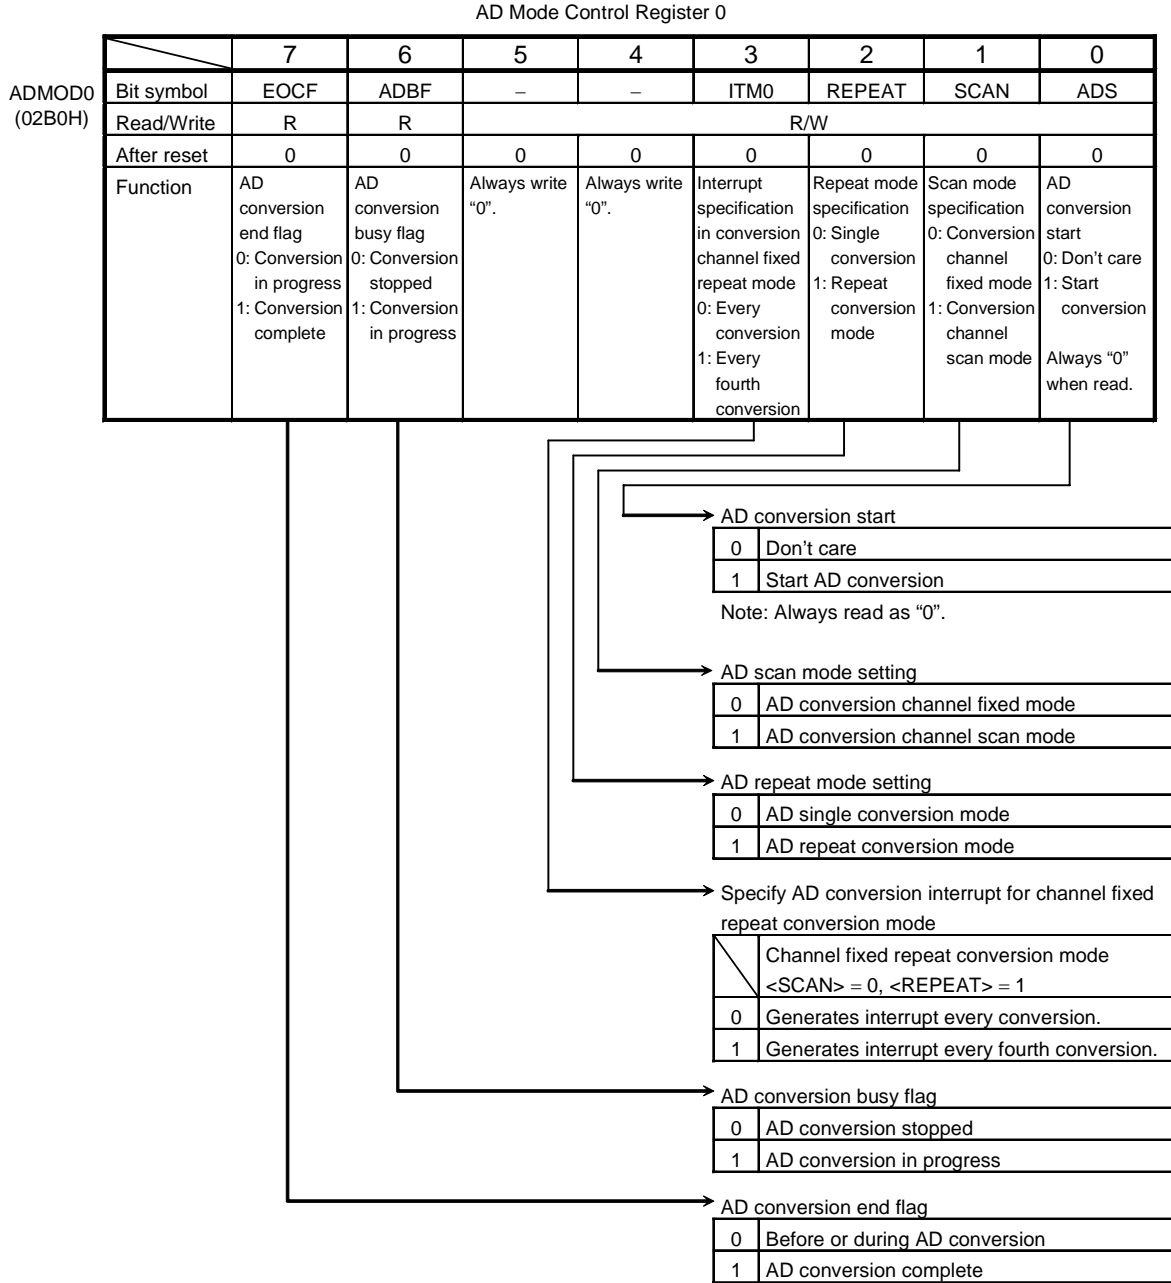 AD Mode Control Register 0
7 6 5 4 3 2 1 0
ADMOD0
(02B0H)
Bit symbol EOCF ADBF – – ITM0 REPEAT SCAN ADS
Read/Write R R R/W
After reset 0 0 0 0 0 0 0 0
Function
AD
conversion
end flag
0: Conversion
in progress
1: Conversion
complete
AD
conversion
busy flag
0: Conversion
stopped
1: Conversion
in progress
Always write
“0”.
Always write
“0”.
Interrupt
specification
in conversion
channel fixed
repeat mode
0: Every
conversion
1: Every
fourth
conversion
Repeat mode
specification
0: Single
conversion
1: Repeat
conversion
mode
Scan mode
specification
0: Conversion
channel
fixed mode
1: Conversion
channel
scan mode
AD
conversion
start
0: Don’t care
1: Start
conversion
Always “0”
when read.
AD conversion start
0 Don’t care
1 Start AD conversion
Note: Always read as “0”.
AD scan mode setting
0 AD conversion channel fixed mode
1 AD conversion channel scan mode
AD repeat mode setting
0 AD single conversion mode
1 AD repeat conversion mode
Specify AD conversion interrupt for channel fixed
repeat conversion mode
Channel fixed repeat conversion mode
<SCAN> = 0, <REPEAT> = 1
0 Generates interrupt every conversion.
1 Generates interrupt every fourth conversion.
AD conversion busy flag
0 AD conversion stopped
1 AD conversion in progress
AD conversion end flag
0 Before or during AD conversion
1 AD conversion complete